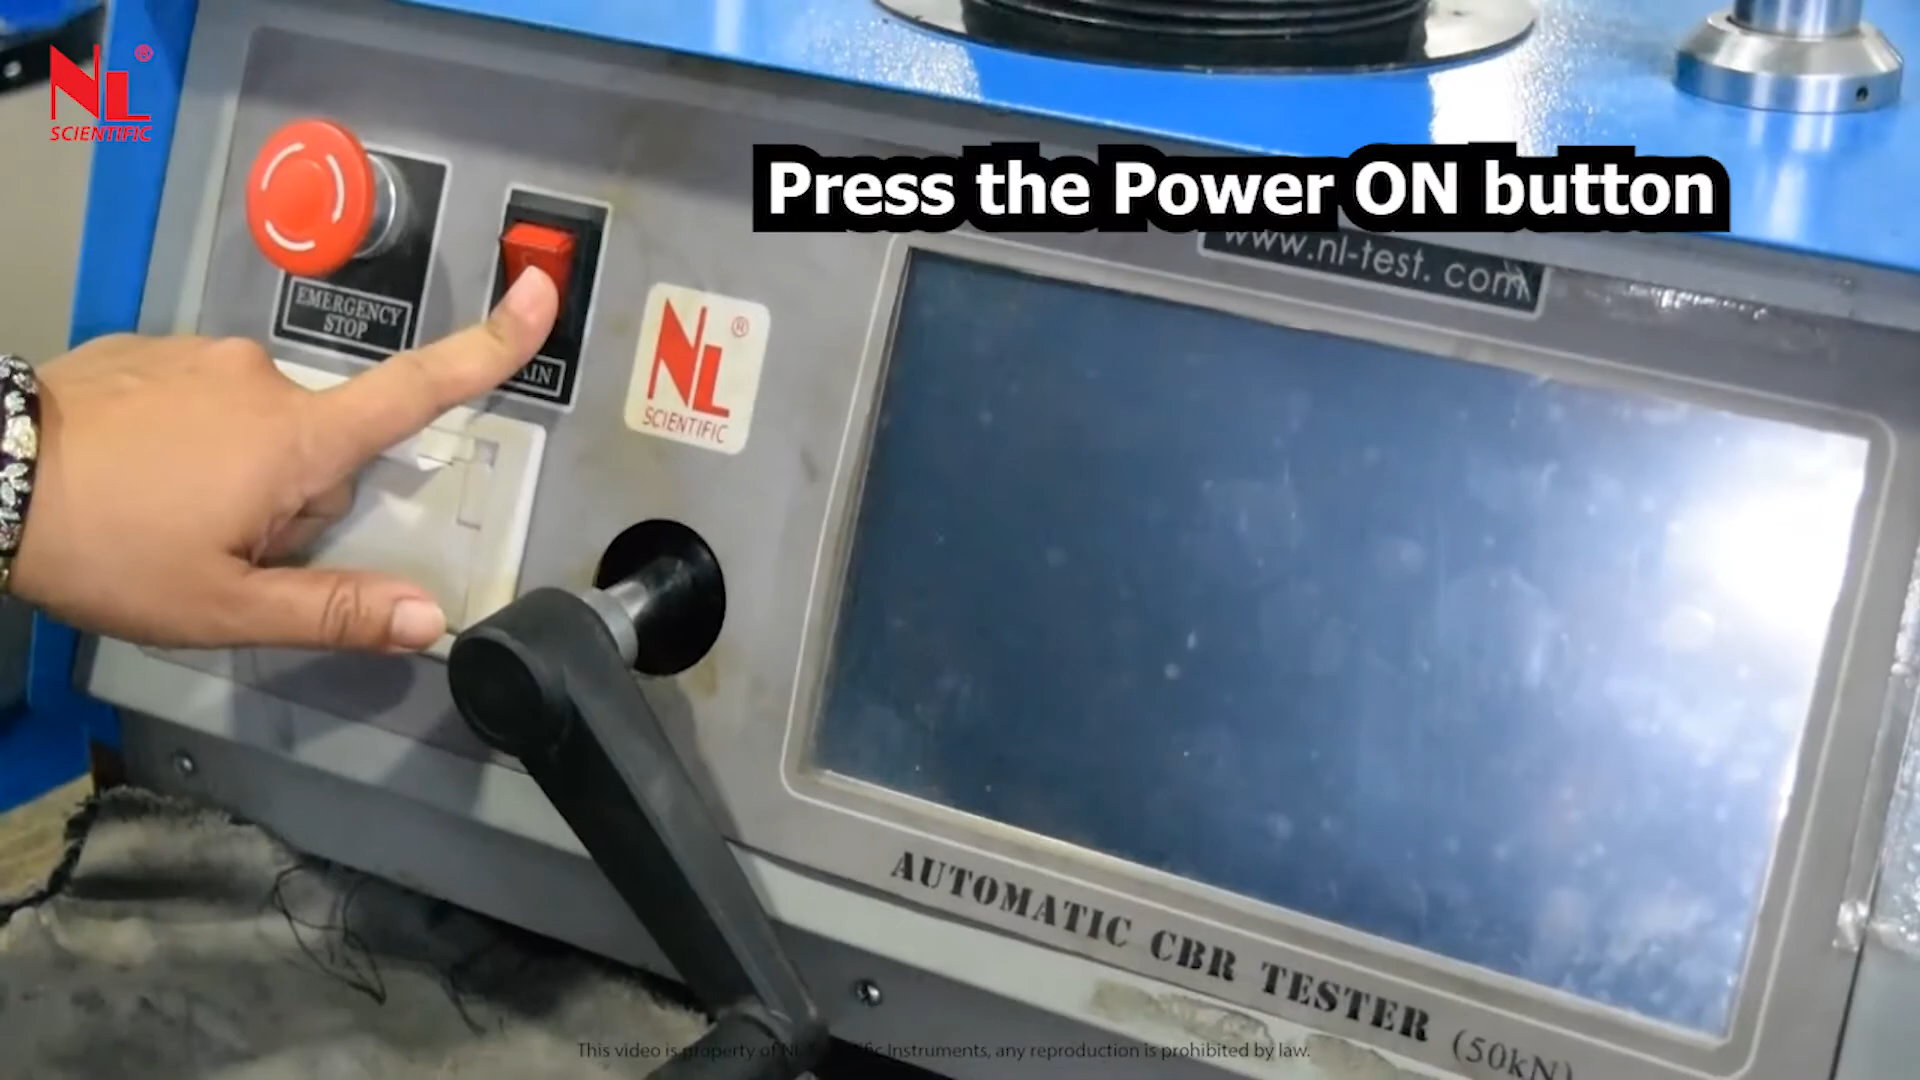 NL®
SCIENTIFIC
Press the Power ON button
www.nl-test.com
EMERGENCY
STOP
NL®
SCIENTIFIC
AUTOMATIC CBR TESTER (50kN)
This video is property of NL Instruments, any reproduction is prohibited by law.